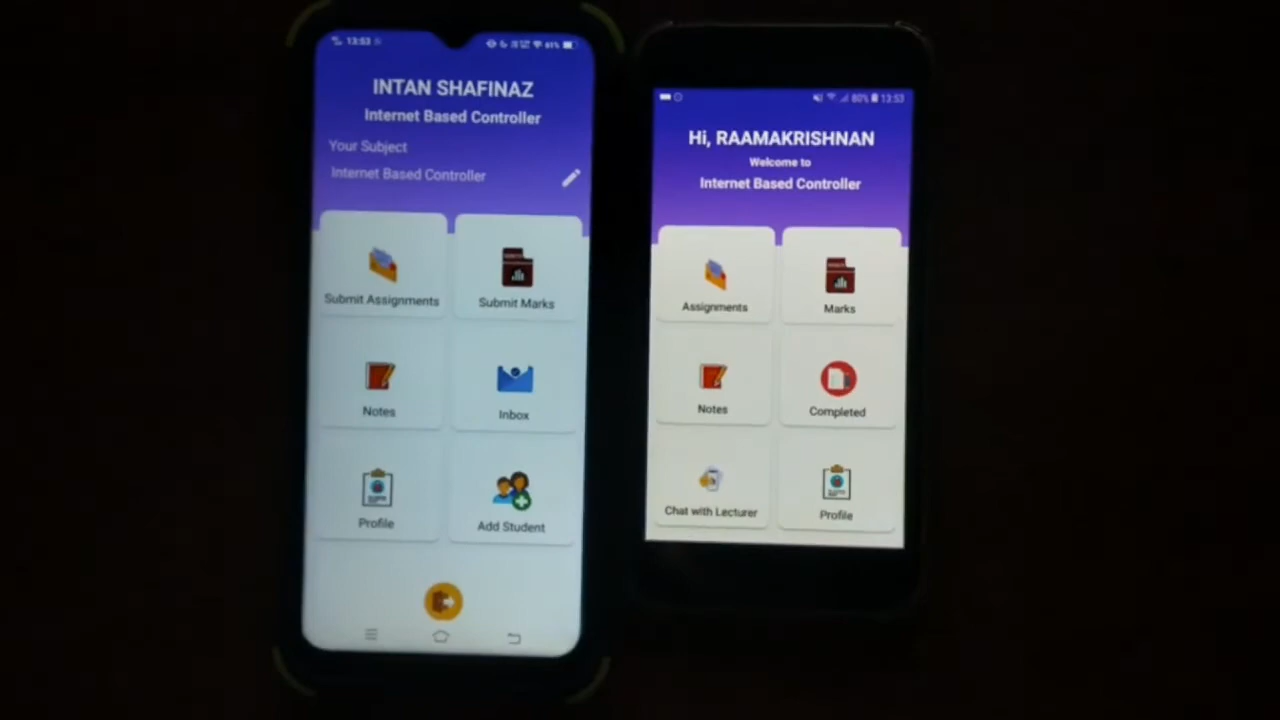 13:53
61%
INTAN SHAFINAZ
Internet Based Controller
Your Subject
Internet Based Controller
Submit Assignments
Submit Marks
Notes
Inbox
Profile
Add Student
80% 13:53
Hi, RAAMAKRISHNAN
Welcome to
Internet Based Controller
Assignments
Marks
Notes
Completed
Chat with Lecturer
Profile